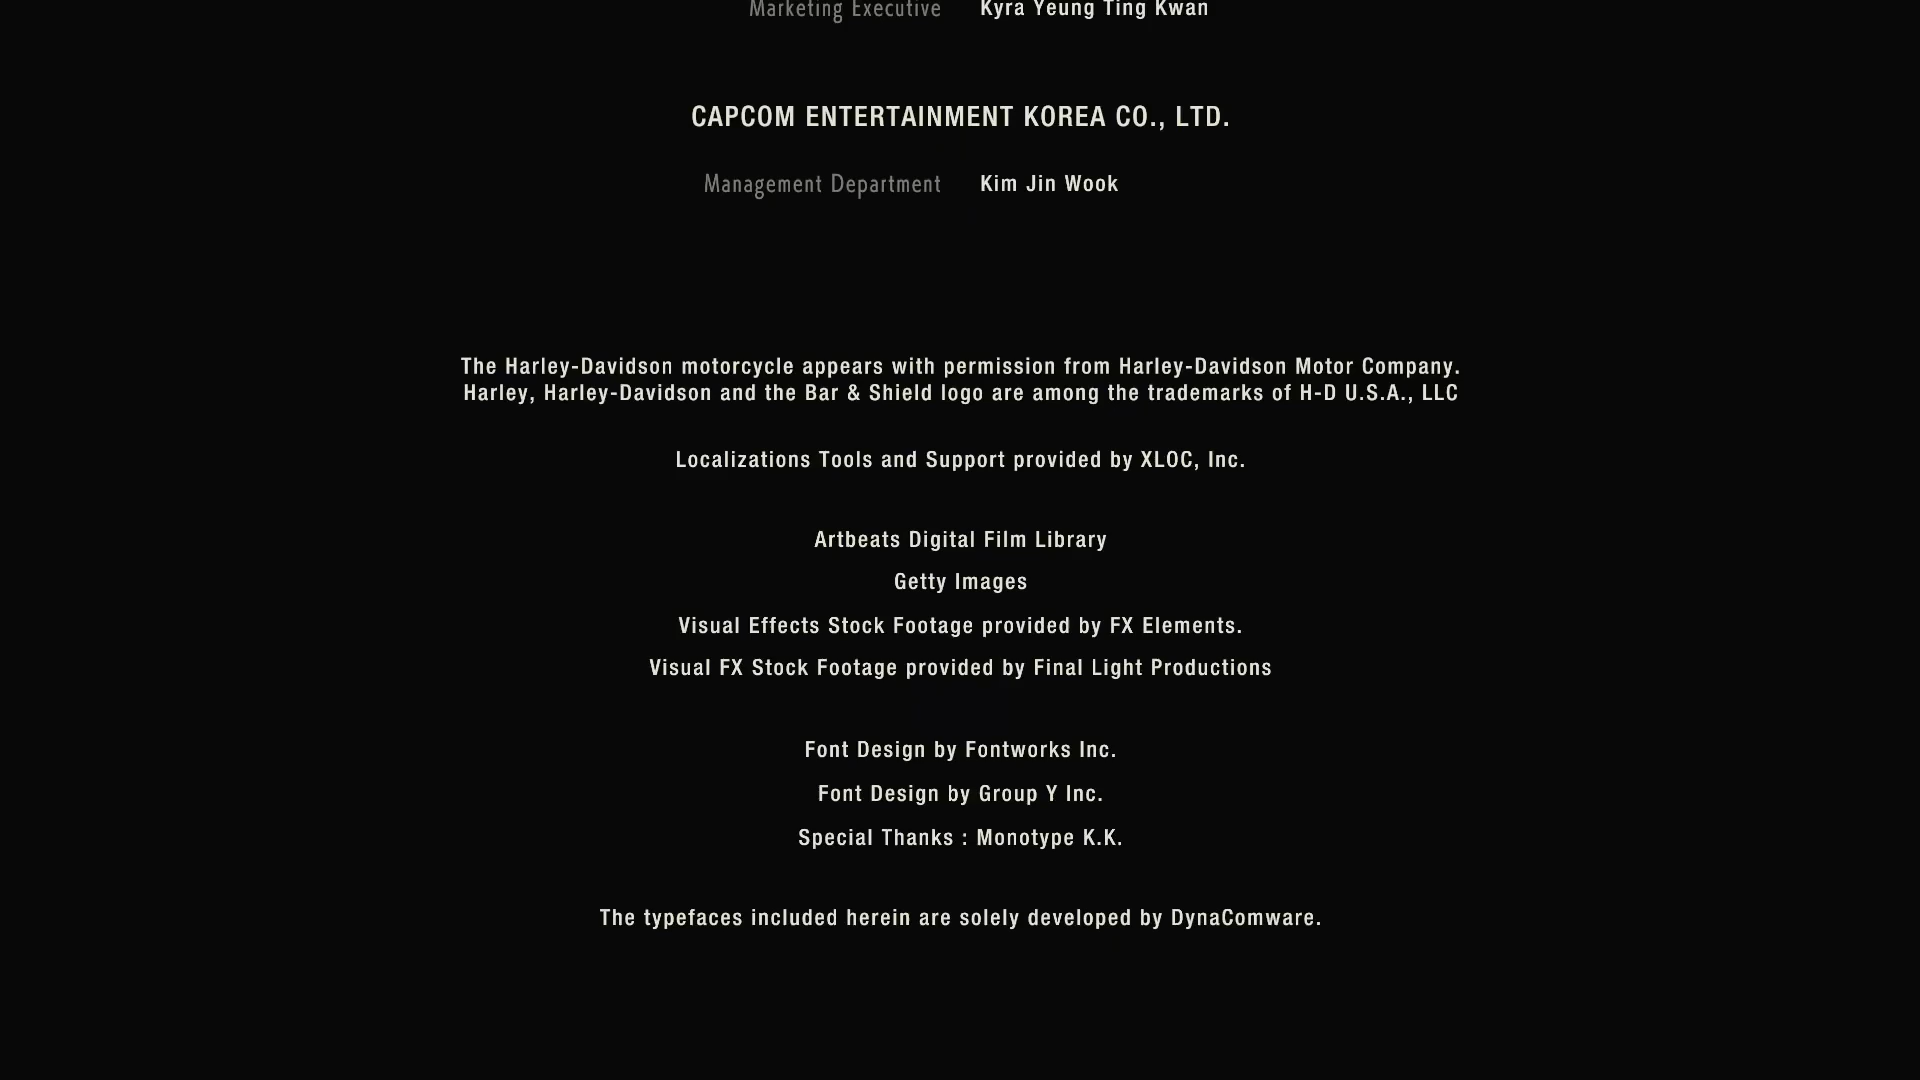 Marketing Executive Kyra Yeung Ting Kwan
CAPCOM ENTERTAINMENT KOREA CO., LTD.
Management Department Kim Jin Wook
The Harley-Davidson motorcycle appears with permission from Harley-Davidson Motor Company.
Harley, Harley-Davidson and the Bar & Shield logo are among the trademarks of H-D U.S.A., LLC
Localizations Tools and Support provided by XLOC, Inc.
Artbeats Digital Film Library
Getty Images
Visual Effects Stock Footage provided by FX Elements.
Visual FX Stock Footage provided by Final Light Productions
Font Design by Fontworks Inc.
Font Design by Group Y Inc.
Special Thanks : Monotype K.K.
The typefaces included herein are solely developed by DynaComware.